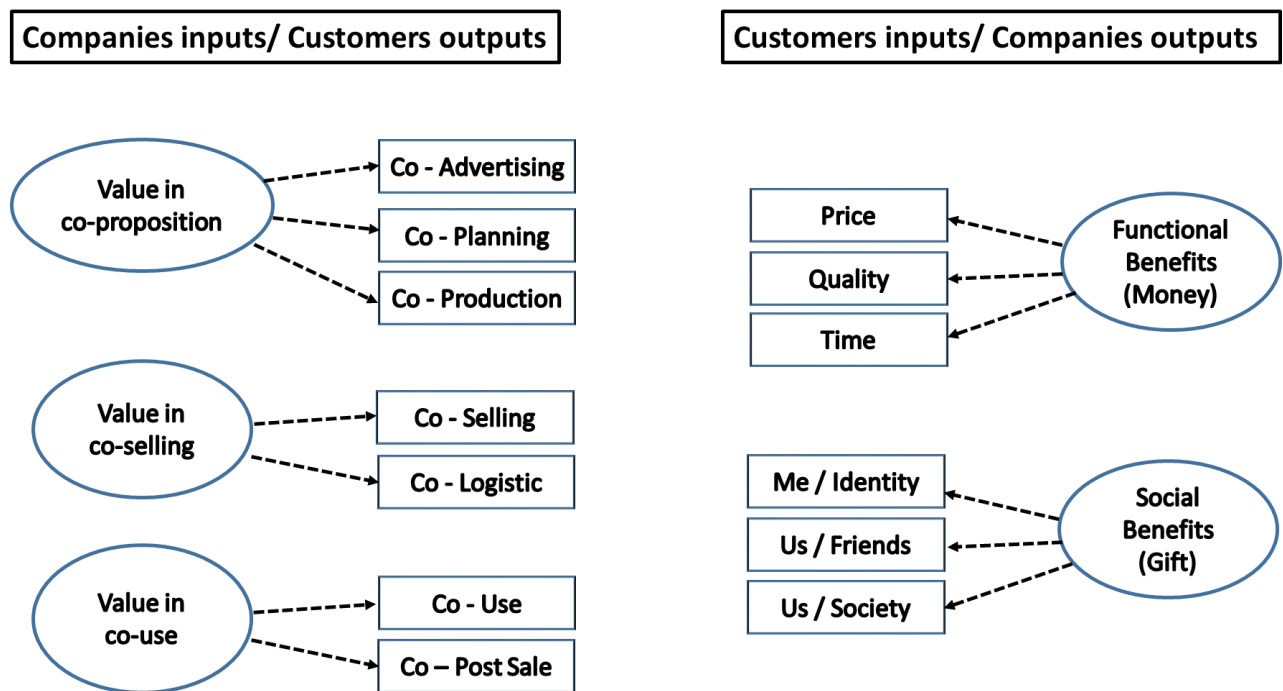 Companies inputs/ Customers outputs
Customers inputs/ Companies outputs
Value in
co-proposition
Co - Advertising
Co - Planning
Co - Production
Value in
co-selling
Co - Selling
Co - Logistic
Value in
co-use
Co - Use
Co – Post Sale
Price
Quality
Time
Functional
Benefits
(Money)
Me / Identity
Us / Friends
Us / Society
Social
Benefits
(Gift)